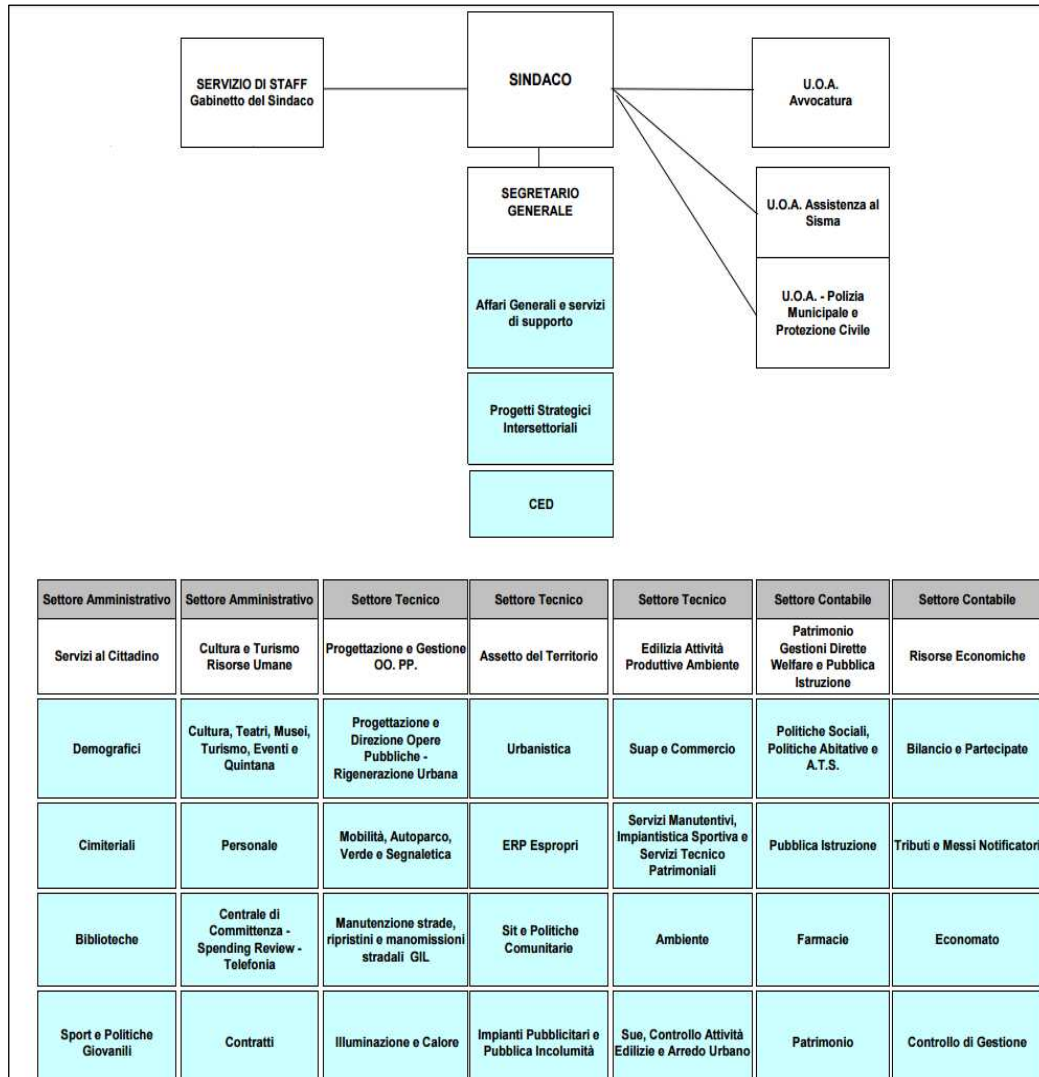 SERVIZIO DI STAFF
Gabinetto del Sindaco
SINDACO
U.O.A.
Avvocatura
SEGRETARIO
GENERALE
U.O.A. Assistenza al
Sisma
Affari Generali e servizi
di supporto
U.O.A. - Polizia
Municipale e
Protezione Civile
Progetti Strategici
Intersettoriali
CED
Settore Amministrativo
Settore Amministrativo
Settore Tecnico
Settore Tecnico
Settore Tecnico
Settore Contabile
Settore Contabile
Servizi al Cittadino
Cultura e Turismo
Risorse Umane
Progettazione e Gestione
OO. PP.
Assetto del Territorio
Edilizia Attività
Produttive Ambiente
Patrimonio
Gestioni Dirette
Welfare e Pubblica
Istruzione
Risorse Economiche
Demografici
Cultura, Teatri, Musei,
Turismo, Eventi e
Quintana
Progettazione e
Direzione Opere
Pubbliche -
Rigenerazione Urbana
Urbanistica
Suap e Commercio
Politiche Sociali,
Politiche Abitative e
A.T.S.
Bilancio e Partecipate
Cimiteriali
Personale
Mobilità, Autoparco,
Verde e Segnaletica
ERP Espropri
Servizi Manutentivi,
Impiantistica Sportiva e
Servizi Tecnico
Patrimoniali
Pubblica Istruzione
Tributi e Messi Notificatori
Biblioteche
Centrale di
Committenza -
Spending Review -
Telefonia
Manutenzione strade,
ripristini e manomissioni
stradali GIL
Sit e Politiche
Comunitarie
Ambiente
Farmacie
Economato
Sport e Politiche
Giovanili
Contratti
Illuminazione e Calore
Impianti Pubblicitari e
Pubblica Incolumità
Sue, Controllo Attività
Edilizie e Arredo Urbano
Patrimonio
Controllo di Gestione